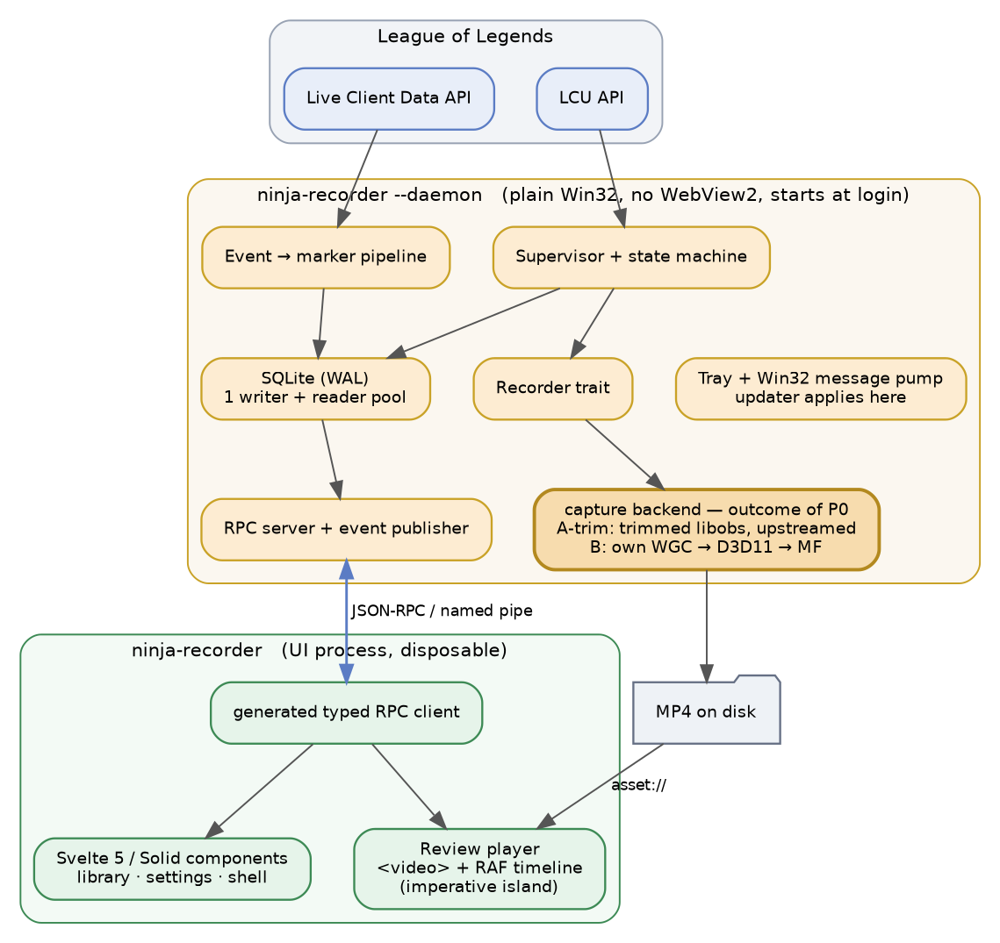 League of Legends
Live Client Data API
LCU API
ninja-recorder --daemon (plain Win32, no WebView2, starts at login)
Event → marker pipeline
Supervisor + state machine
SQLite (WAL)
1 writer + reader pool
Recorder trait
Tray + Win32 message pump
updater applies here
RPC server + event publisher
capture backend — outcome of P0
A-trim: trimmed libobs, upstreamed
B: own WGC → D3D11 → MF
JSON-RPC / named pipe
ninja-recorder (UI process, disposable)
generated typed RPC client
MP4 on disk
asset://
Svelte 5 / Solid components
library · settings · shell
Review player
<video> + RAF timeline
(imperative island)